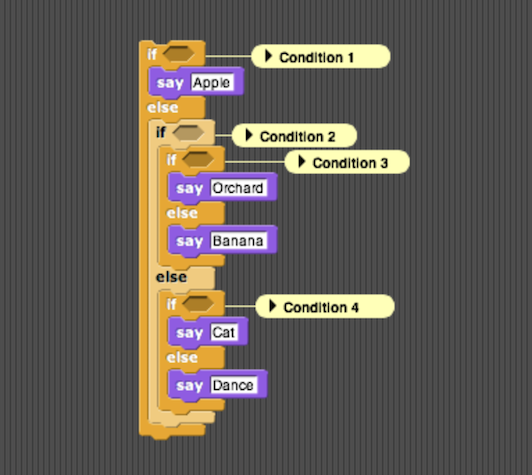 if Condition 1
say Apple
else
if Condition 2
if Condition 3
say Orchard
else
say Banana
else
if Condition 4
say Cat
else
say Dance